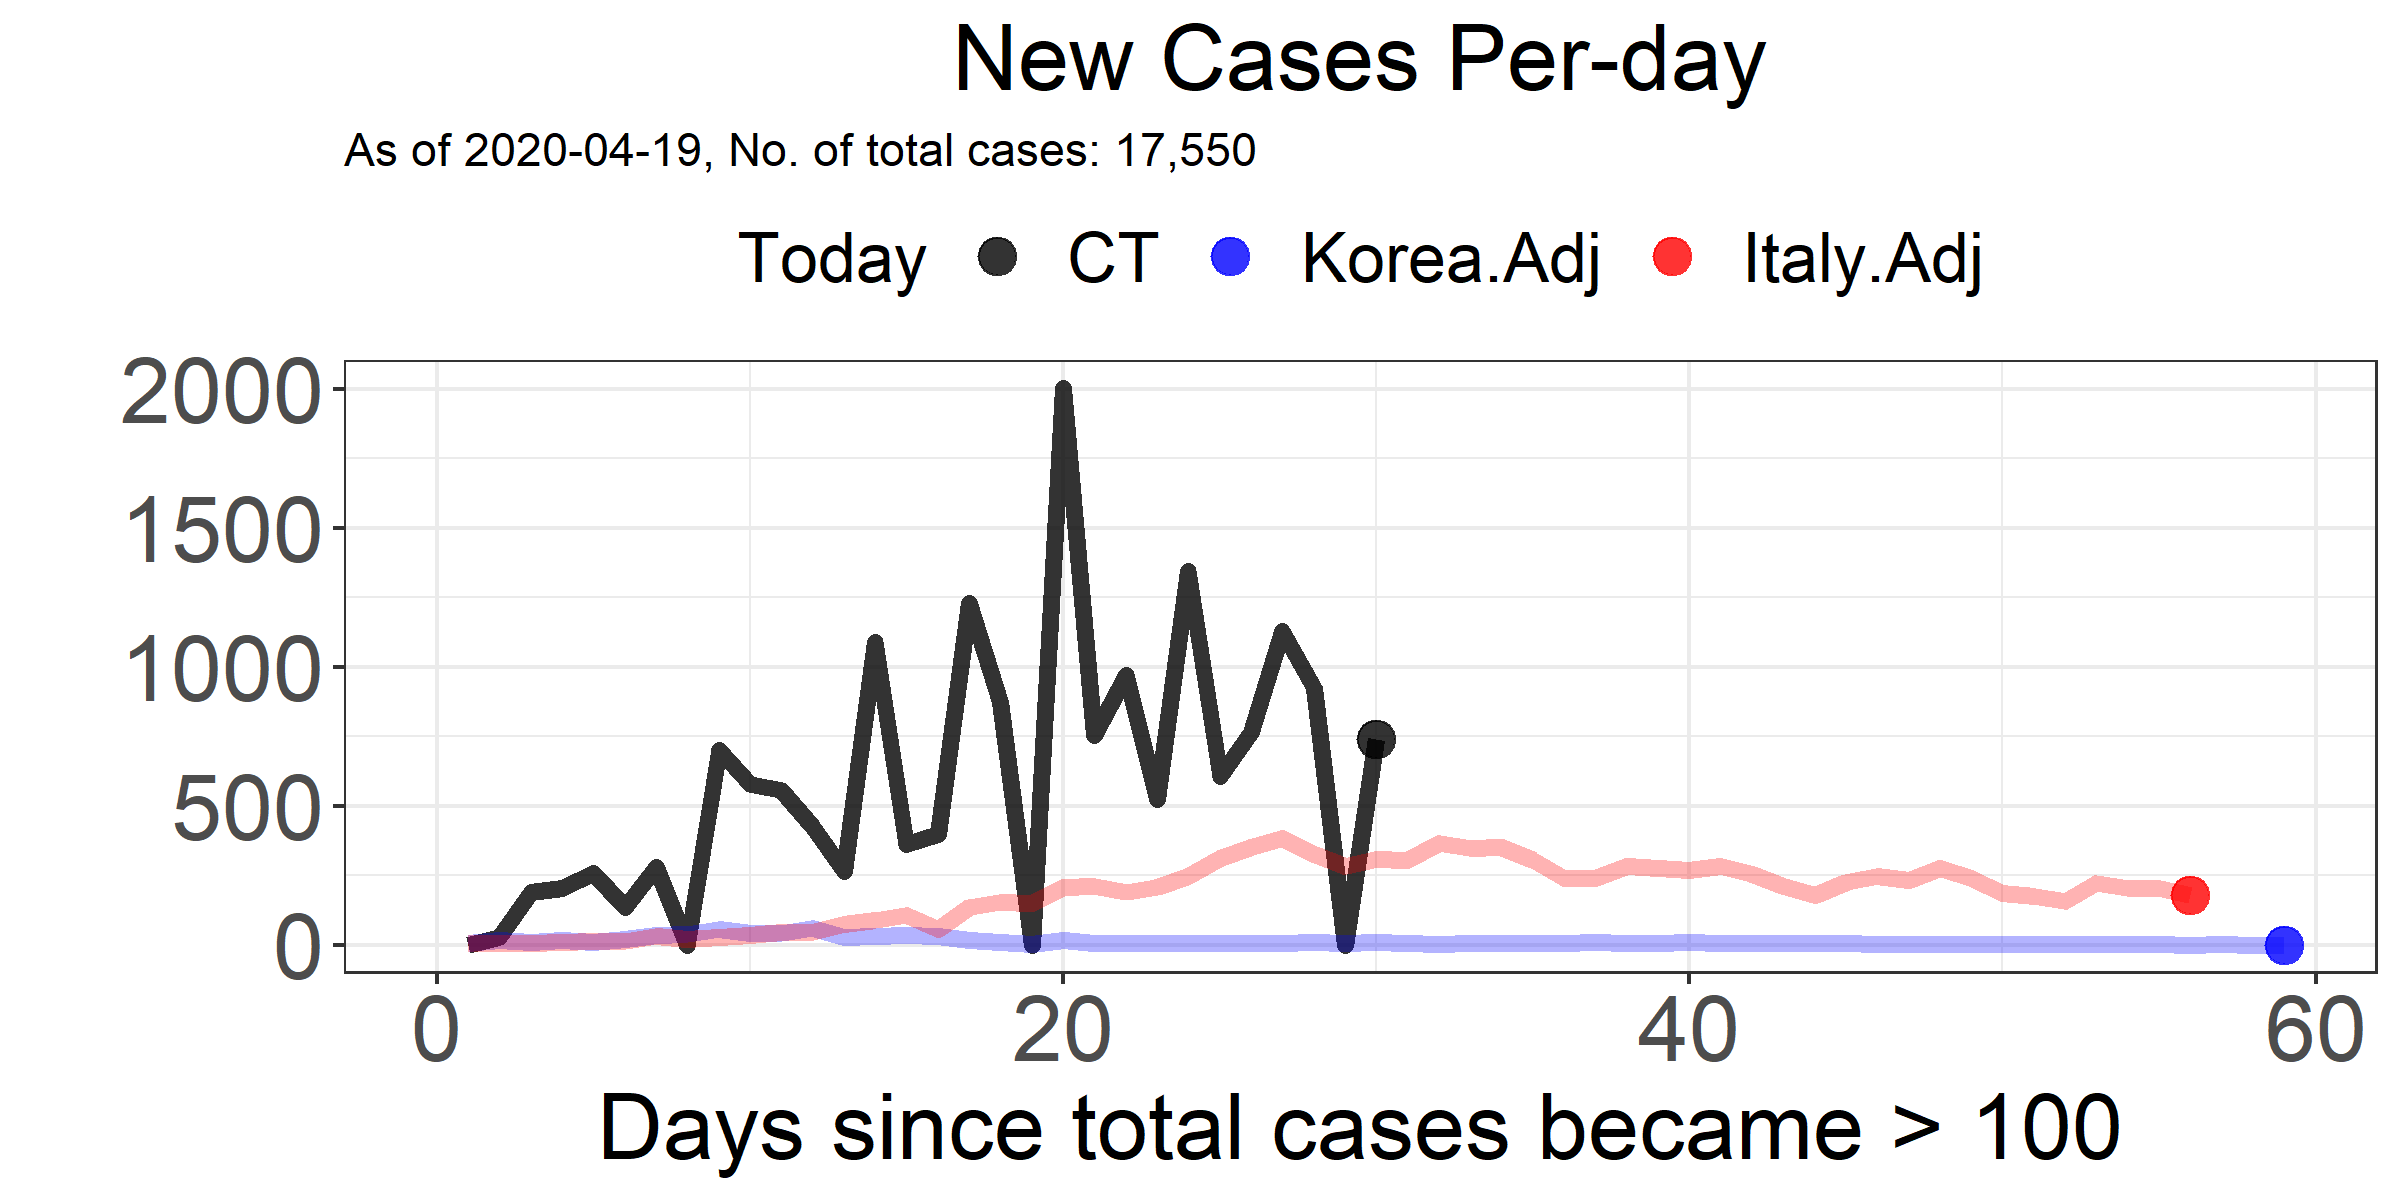 New Cases Per-day
As of 2020-04-19, No. of total cases: 17,550
Today CT Korea.Adj Italy.Adj
2000
1500
1000
500
0
0 20 40 60
Days since total cases became > 100